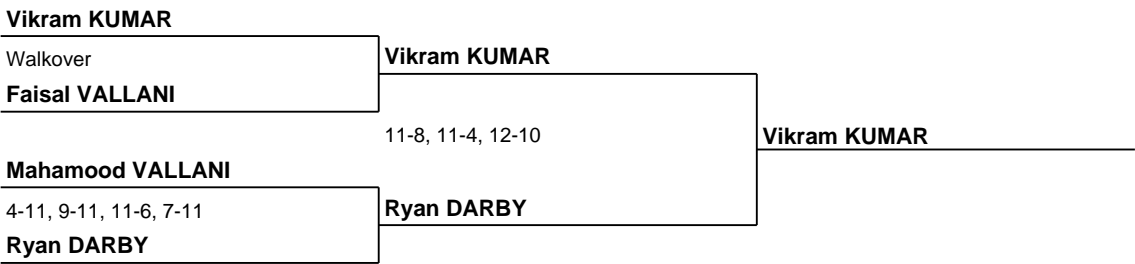 Vikram KUMAR
Walkover
Vikram KUMAR
Faisal VALLANI
11-8, 11-4, 12-10
Vikram KUMAR
Mahamood VALLANI
4-11, 9-11, 11-6, 7-11
Ryan DARBY
Ryan DARBY